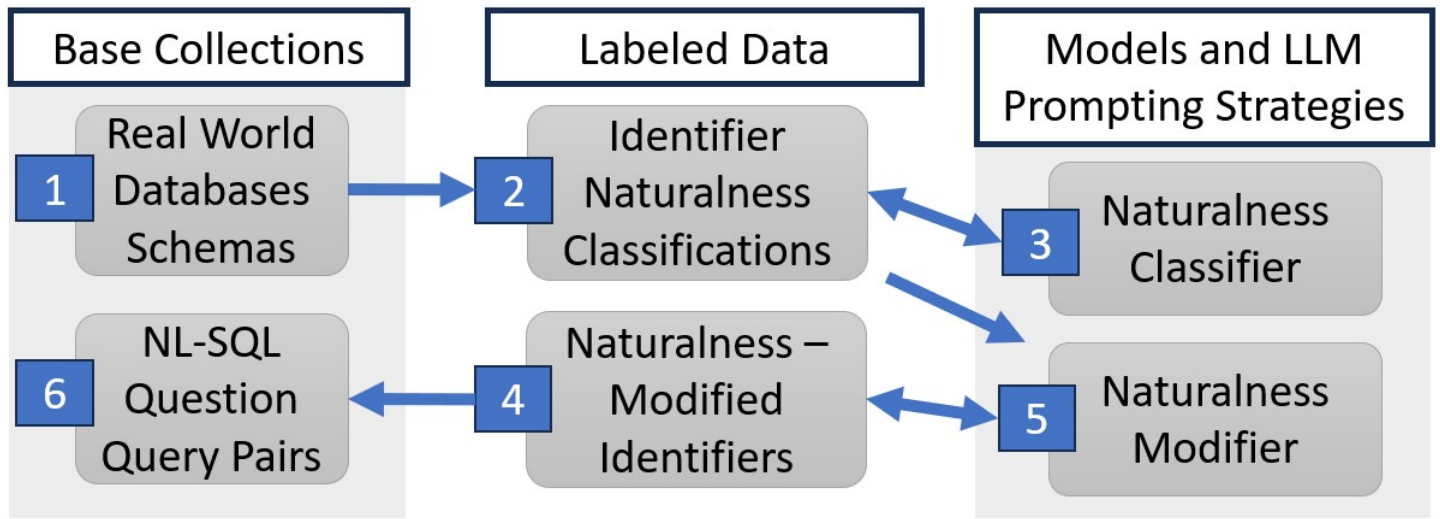 Base Collections
Labeled Data
Models and LLM
Prompting Strategies
1
Real World
Databases
Schemas
2
Identifier
Naturalness
Classifications
3
Naturalness
Classifier
6
NL-SQL
Question
Query Pairs
4
Naturalness –
Modified
Identifiers
5
Naturalness
Modifier